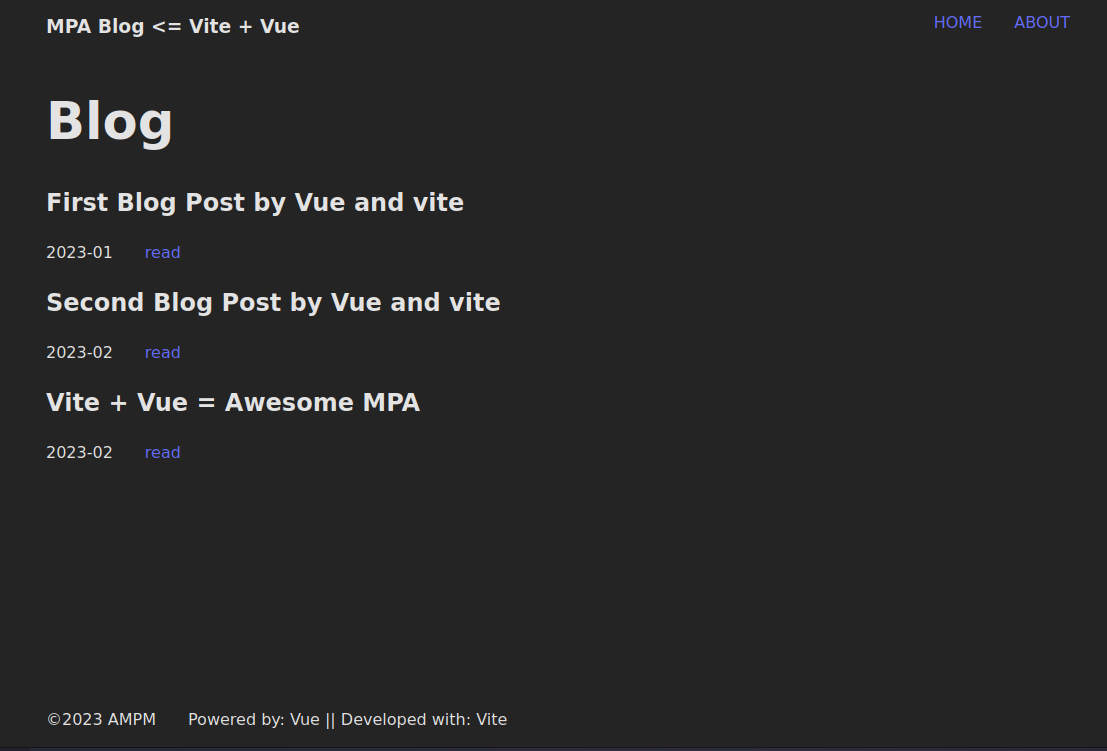 MPA Blog <= Vite + Vue HOME ABOUT
Blog
First Blog Post by Vue and vite
2023-01 read
Second Blog Post by Vue and vite
2023-02 read
Vite + Vue = Awesome MPA
2023-02 read
©2023 AMPM Powered by: Vue || Developed with: Vite